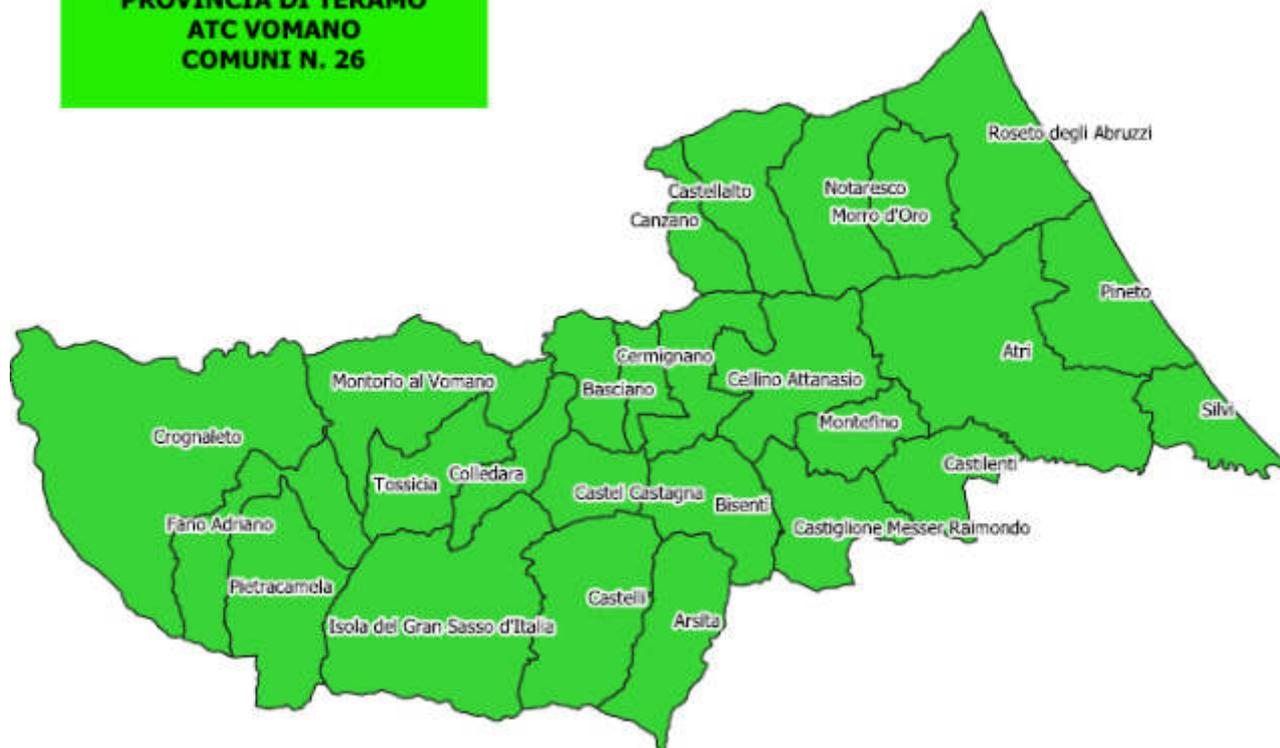 PROVINCIA DI TERAMO
ATC VOMANO
COMUNI N. 26
Roseto degli Abruzzi
Castellalto
Notaresco
Canzano
Morro d'Oro
Pineto
Atri
Cermignano
Montorio al Vomano
Basciano
Cellino Attanasio
Silvi
Montefino
Crognaleto
Castilenti
Colledara
Tossicia
Castel Castagna
Bisenti
Fano Adriano
Castiglione Messer Raimondo
Pietracamela
Castelli
Arsita
Isola del Gran Sasso d'Italia